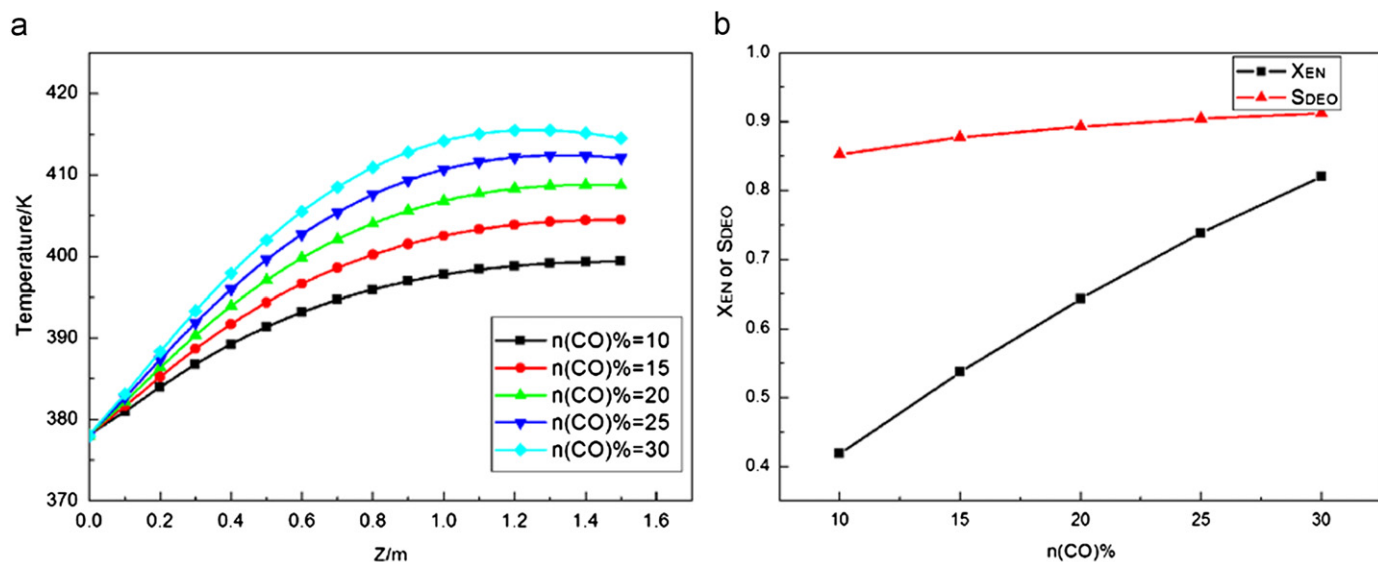 a
Temperature/K
420
410
400
390
380
370
0.0 0.2 0.4 0.6 0.8 1.0 1.2 1.4 1.6
Z/m
n(CO)%=10
n(CO)%=15
n(CO)%=20
n(CO)%=25
n(CO)%=30
b
XEN or SDEO
1.0
0.9
0.8
0.7
0.6
0.5
0.4
10 15 20 25 30
n(CO)%
XEN
SDEO